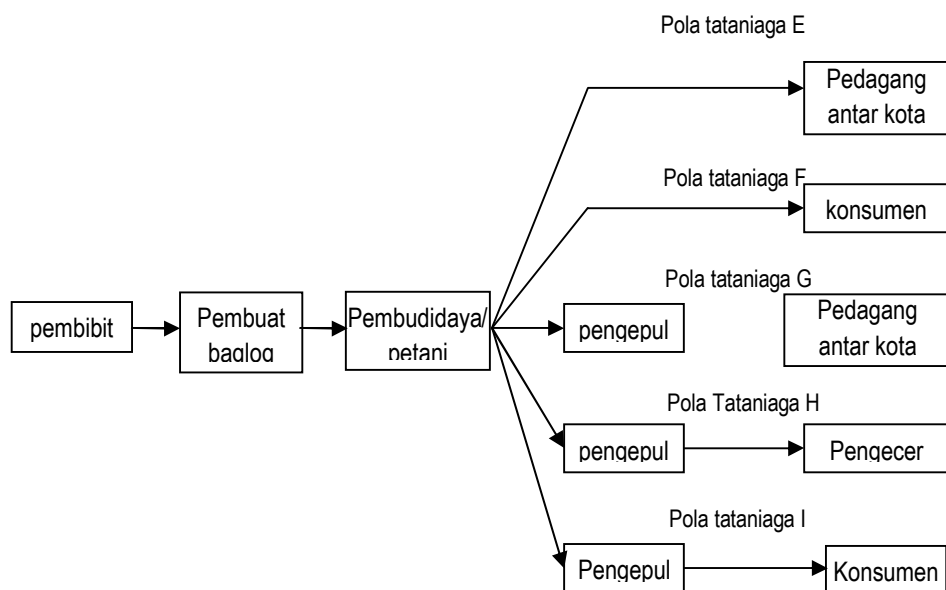 Pola tataniaga E
Pedagang
antar kota
Pola tataniaga F
konsumen
Pola tataniaga G
pembibit
Pembuat
baglog
Pembudidaya/
petani
pengepul
Pedagang
antar kota
Pola Tataniaga H
pengepul
Pengecer
Pola tataniaga I
Pengepul
Konsumen